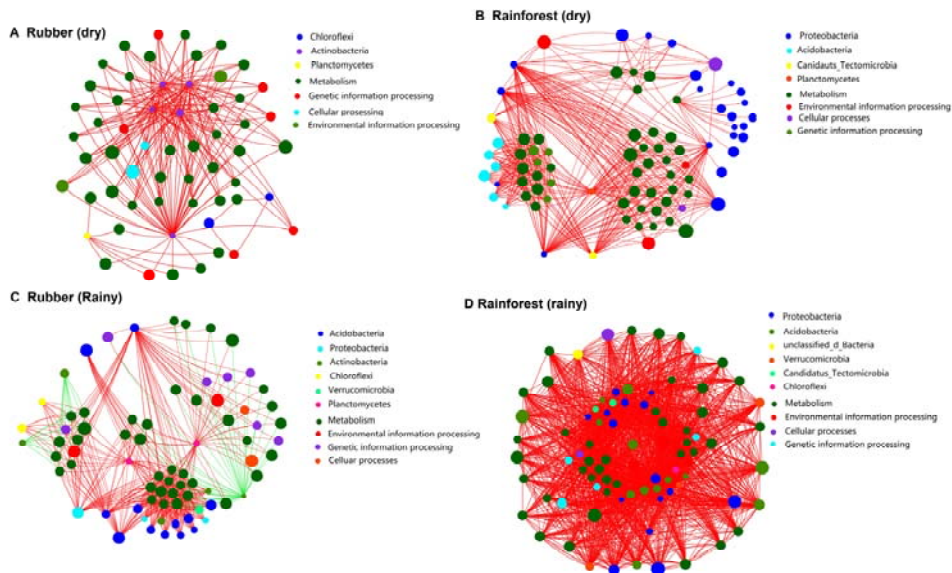 A Rubber (dry)
Chloroflexi
Actinobacteria
Planctomycetes
Metabolism
Genetic information processing
Cellular prosessing
Environmental information processing
B Rainforest (dry)
Proteobacteria
Acidobacteria
Canidauts_Tectomicrobia
Planctomycetes
Metabolism
Environmental information processing
Cellular processes
Genetic information processing
C Rubber (Rainy)
Acidobacteria
Proteobacteria
Actinobacteria
Chloroflexi
Verrucomicrobia
Planctomycetes
Metabolism
Environmental information processing
Genetic information processing
Celluar processes
D Rainforest (rainy)
Proteobacteria
Acidobacteria
unclassified_d_Bacteria
Verrucomicrobia
Candidatus_Tectomicrobia
Chloroflexi
Metabolism
Environmental information processing
Cellular processes
Genetic information processing